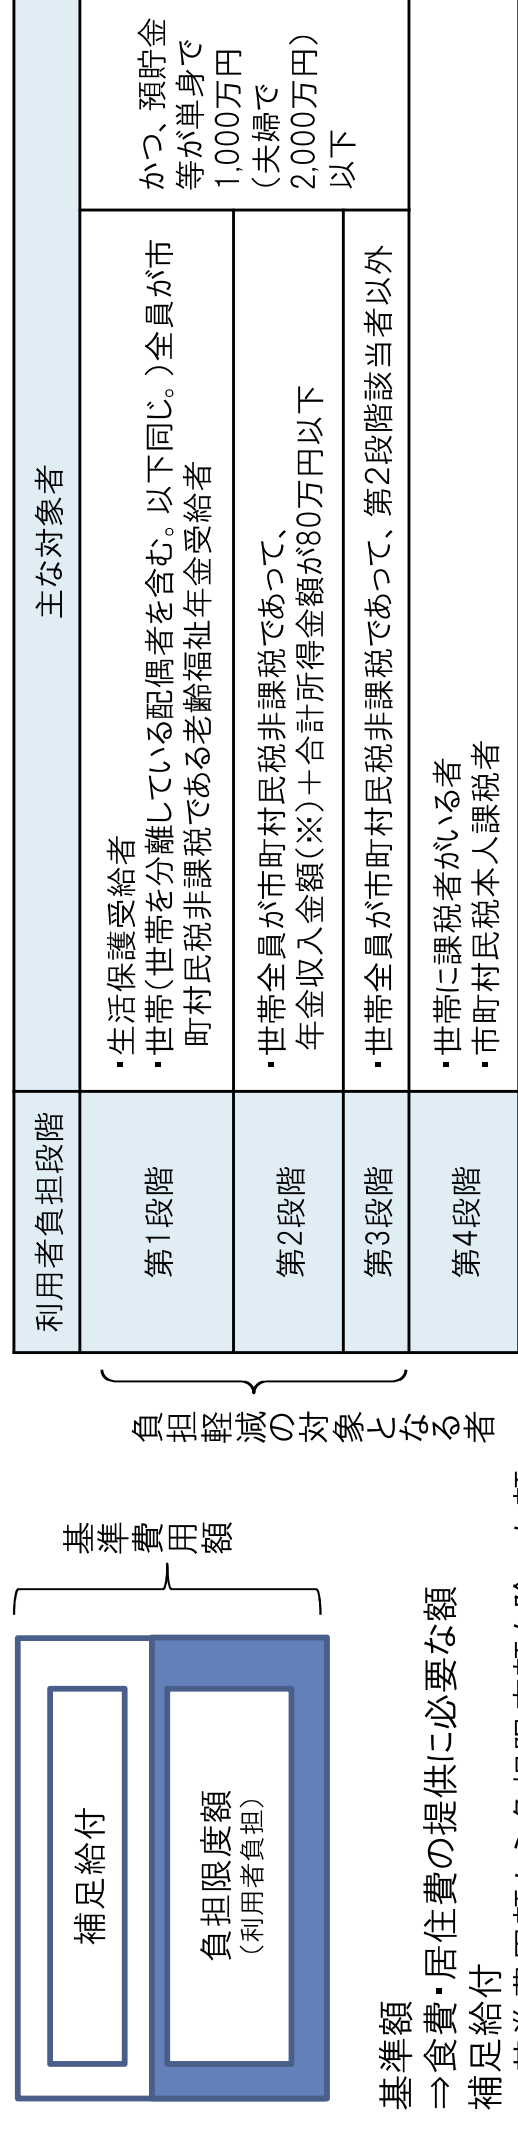 補足給付
負担限度額
（利用者負担）
基準費用額
基準額
⇒食費・居住費の提供に必要な額
補足給付
負担軽減の対象となる者
利用者負担段階
主な対象者
第1段階
・生活保護受給者
・世帯（世帯を分離している配偶者を含む。以下同じ。）全員が市
町村民税非課税である老齢福祉年金受給者
かつ、預貯金
等が単身で
1,000万円
（夫婦で
2,000万円）
以下
第2段階
・世帯全員が市町村民税非課税であって、
年金収入金額（※）＋合計所得金額が80万円以下
第3段階
・世帯全員が市町村民税非課税であって、第2段階該当者以外
第4段階
・世帯に課税者がいる者
・市町村民税本人課税者